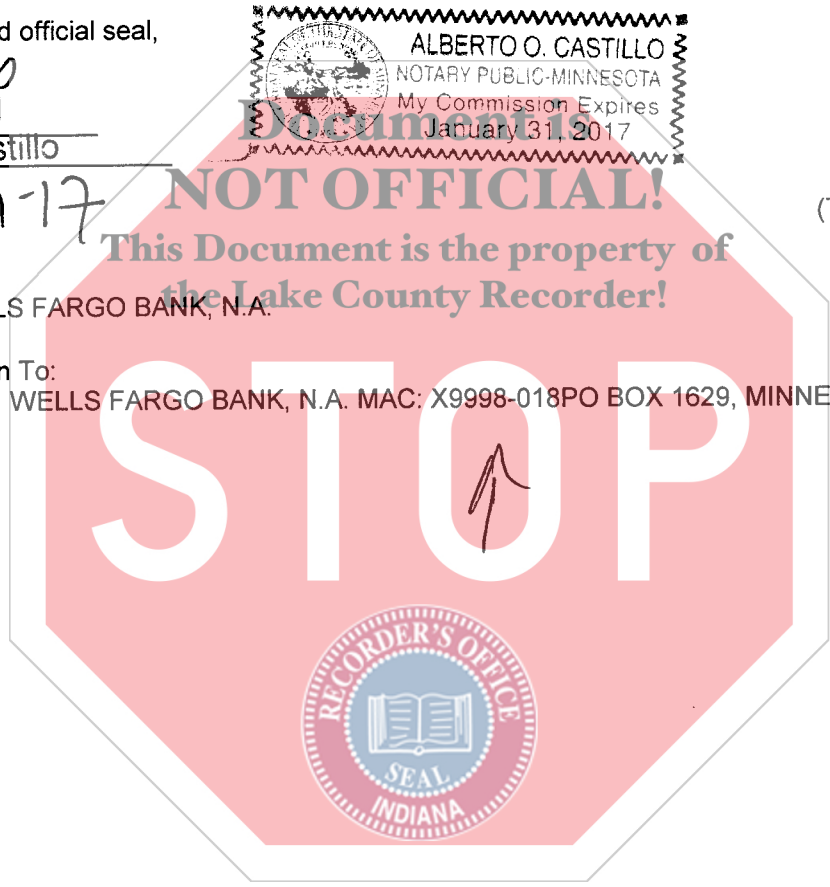 d official seal,
ALBERTO O. CASTILLO
NOTARY PUBLIC-MINNESOTA
My Commission Expires
January 31, 2017
stillo
-17
Document is
NOT OFFICIAL!
This Document is the property of
the Lake County Recorder!
LS FARGO BANK, N.A.
n To:
WELLS FARGO BANK, N.A. MAC: X9998-018PO BOX 1629, MINNE
STOP
RECORDER'S OFFICE
SEAL
INDIANA